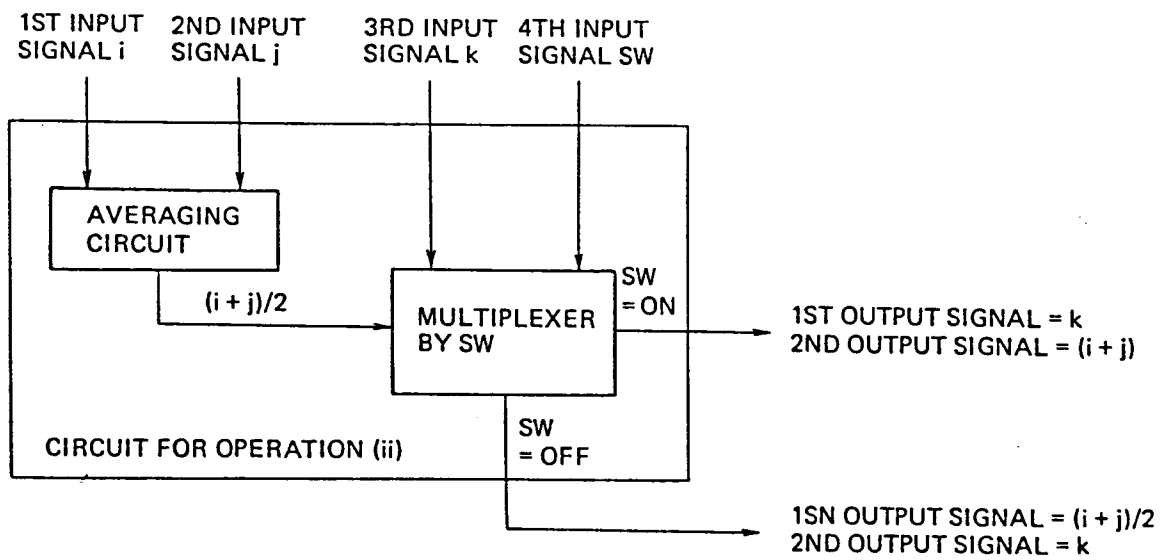 1ST INPUT
SIGNAL i
2ND INPUT
SIGNAL j
3RD INPUT
SIGNAL k
4TH INPUT
SIGNAL SW
AVERAGING
CIRCUIT
(i + j)/2
MULTIPLEXER
BY SW
SW
= ON
1ST OUTPUT SIGNAL = k
2ND OUTPUT SIGNAL = (i + j)
CIRCUIT FOR OPERATION (ii)
SW
= OFF
1SN OUTPUT SIGNAL = (i + j)/2
2ND OUTPUT SIGNAL = k